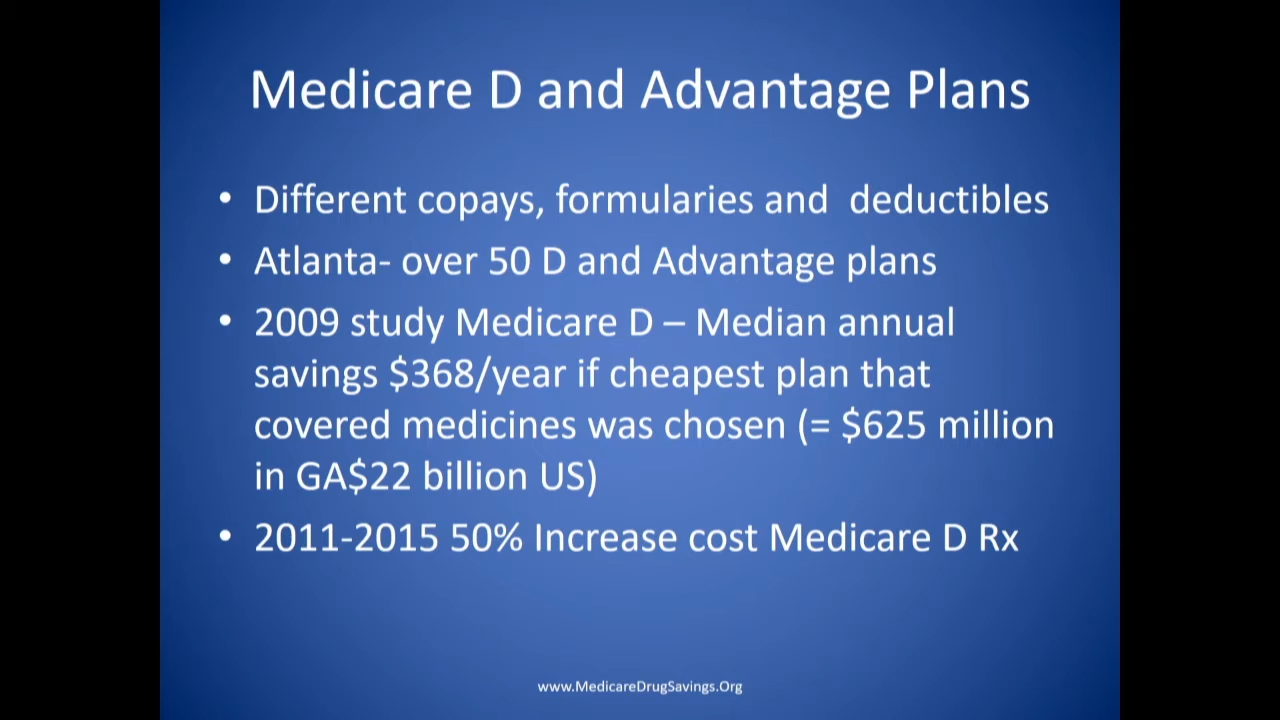 Medicare D and Advantage Plans
• Different copays, formularies and  deductibles
• Atlanta- over 50 D and Advantage plans
• 2009 study Medicare D – Median annual
savings $368/year if cheapest plan that
covered medicines was chosen (= $625 million
in GA$22 billion US)
• 2011-2015 50% Increase cost Medicare D Rx
www.MedicareDrugSavings.Org